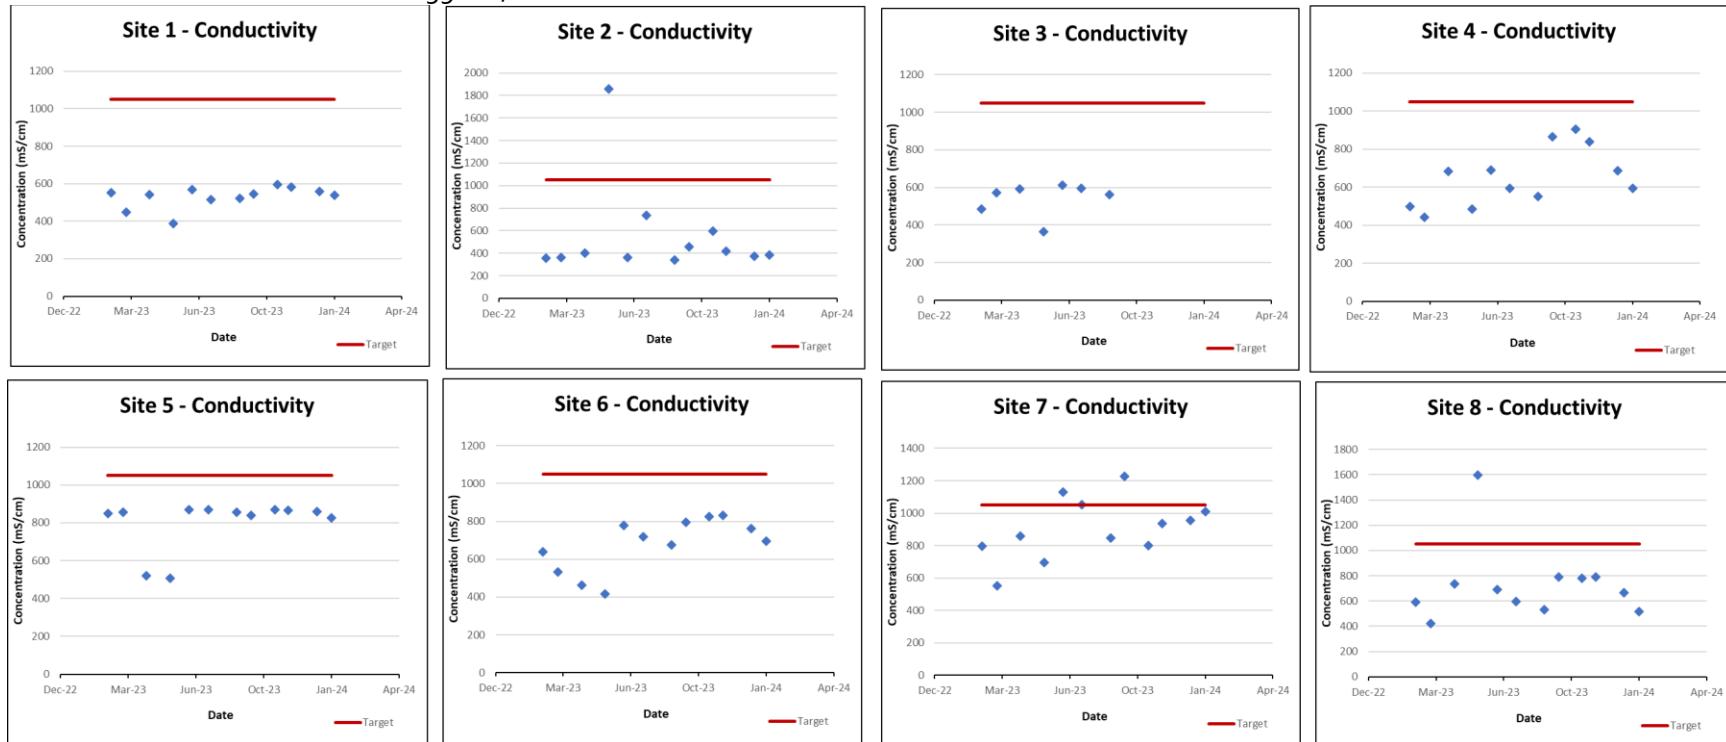 Site 1 - Conductivity
Concentration (mS/cm)
1200
1000
800
600
400
200
0
Dec-22 Mar-23 Jun-23 Oct-23 Jan-24 Apr-24
Date
Target
Site 2 - Conductivity
Concentration (mS/cm)
2000
1800
1600
1400
1200
1000
800
600
400
200
0
Dec-22 Mar-23 Jun-23 Oct-23 Jan-24 Apr-24
Date
Target
Site 3 - Conductivity
Concentration (mS/cm)
1200
1000
800
600
400
200
0
Dec-22 Mar-23 Jun-23 Oct-23 Jan-24 Apr-24
Date
Target
Site 4 - Conductivity
Concentration (mS/cm)
1200
1000
800
600
400
200
0
Dec-22 Mar-23 Jun-23 Oct-23 Jan-24 Apr-24
Date
Target
Site 5 - Conductivity
Concentration (mS/cm)
1200
1000
800
600
400
200
0
Dec-22 Mar-23 Jun-23 Oct-23 Jan-24 Apr-24
Date
Target
Site 6 - Conductivity
Concentration (mS/cm)
1200
1000
800
600
400
200
0
Dec-22 Mar-23 Jun-23 Oct-23 Jan-24 Apr-24
Date
Target
Site 7 - Conductivity
Concentration (mS/cm)
1400
1200
1000
800
600
400
200
0
Dec-22 Mar-23 Jun-23 Oct-23 Jan-24 Apr-24
Date
Target
Site 8 - Conductivity
Concentration (mS/cm)
1800
1600
1400
1200
1000
800
600
400
200
0
Dec-22 Mar-23 Jun-23 Oct-23 Jan-24 Apr-24
Date
Target